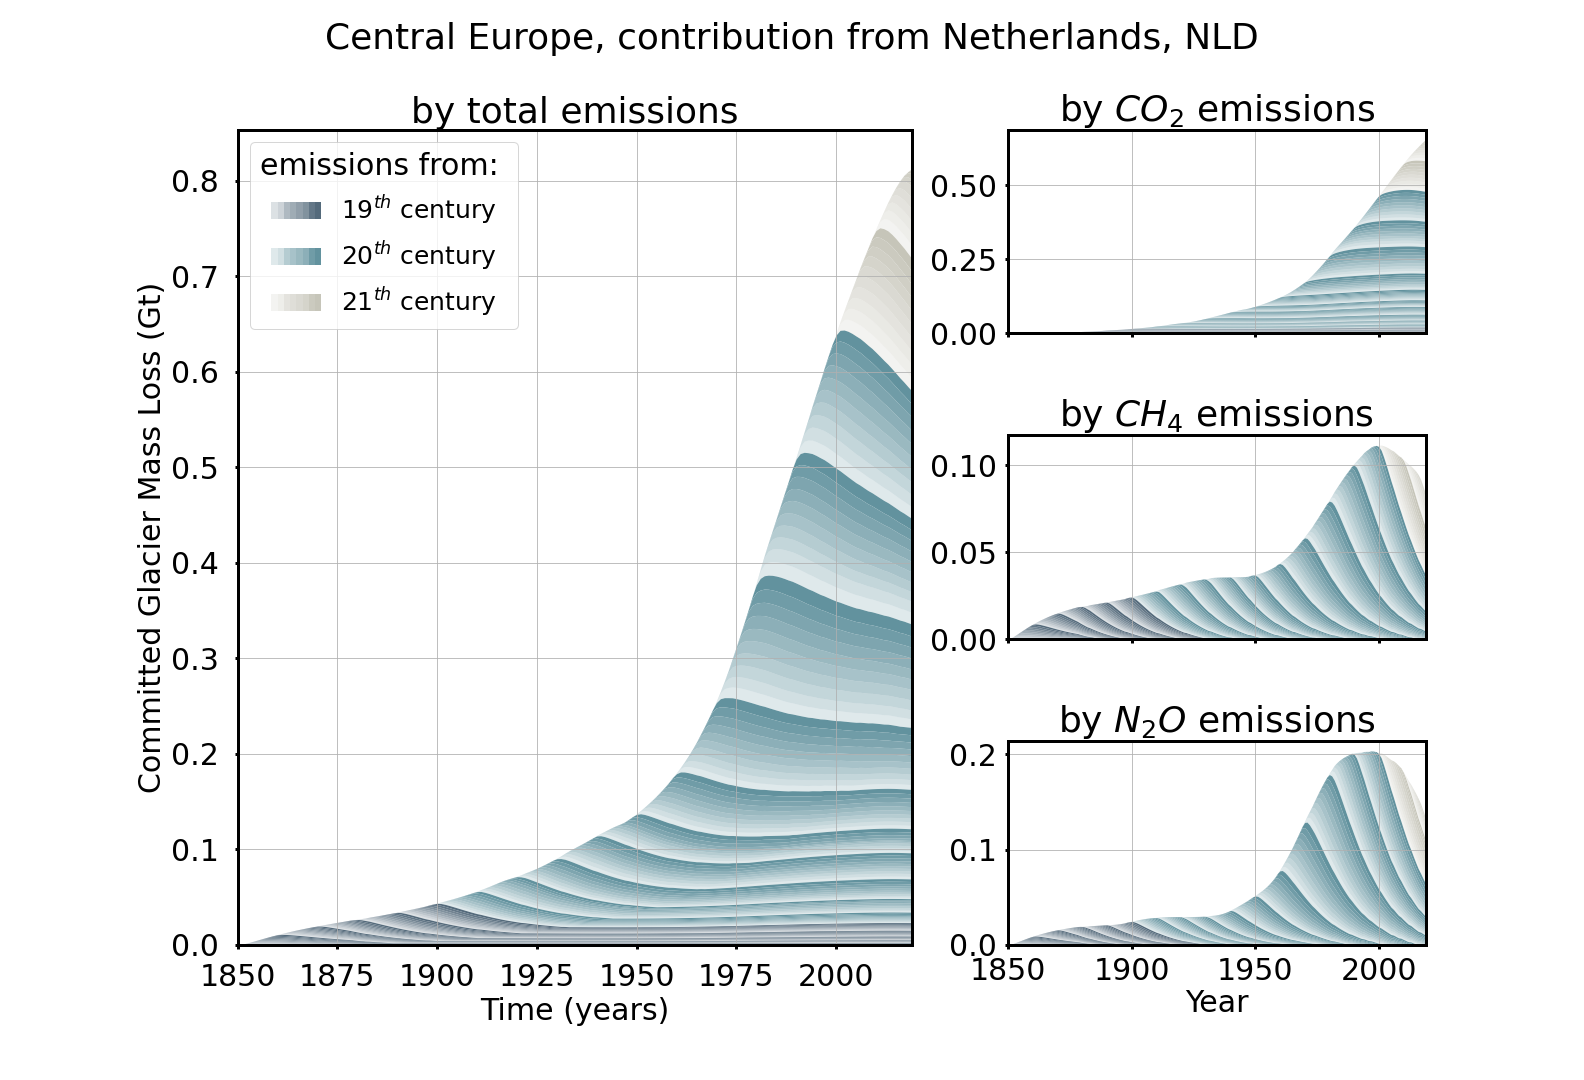 Central Europe, contribution from Netherlands, NLD
by total emissions
emissions from:
19th century
20th century
21th century
Committed Glacier Mass Loss (Gt)
0.8
0.7
0.6
0.5
0.4
0.3
0.2
0.1
0.0
1850 1875 1900 1925 1950 1975 2000
Time (years)
by CO2 emissions
0.50
0.25
0.00
by CH4 emissions
0.10
0.05
0.00
by N2O emissions
0.2
0.1
0.0
1850 1900 1950 2000
Year